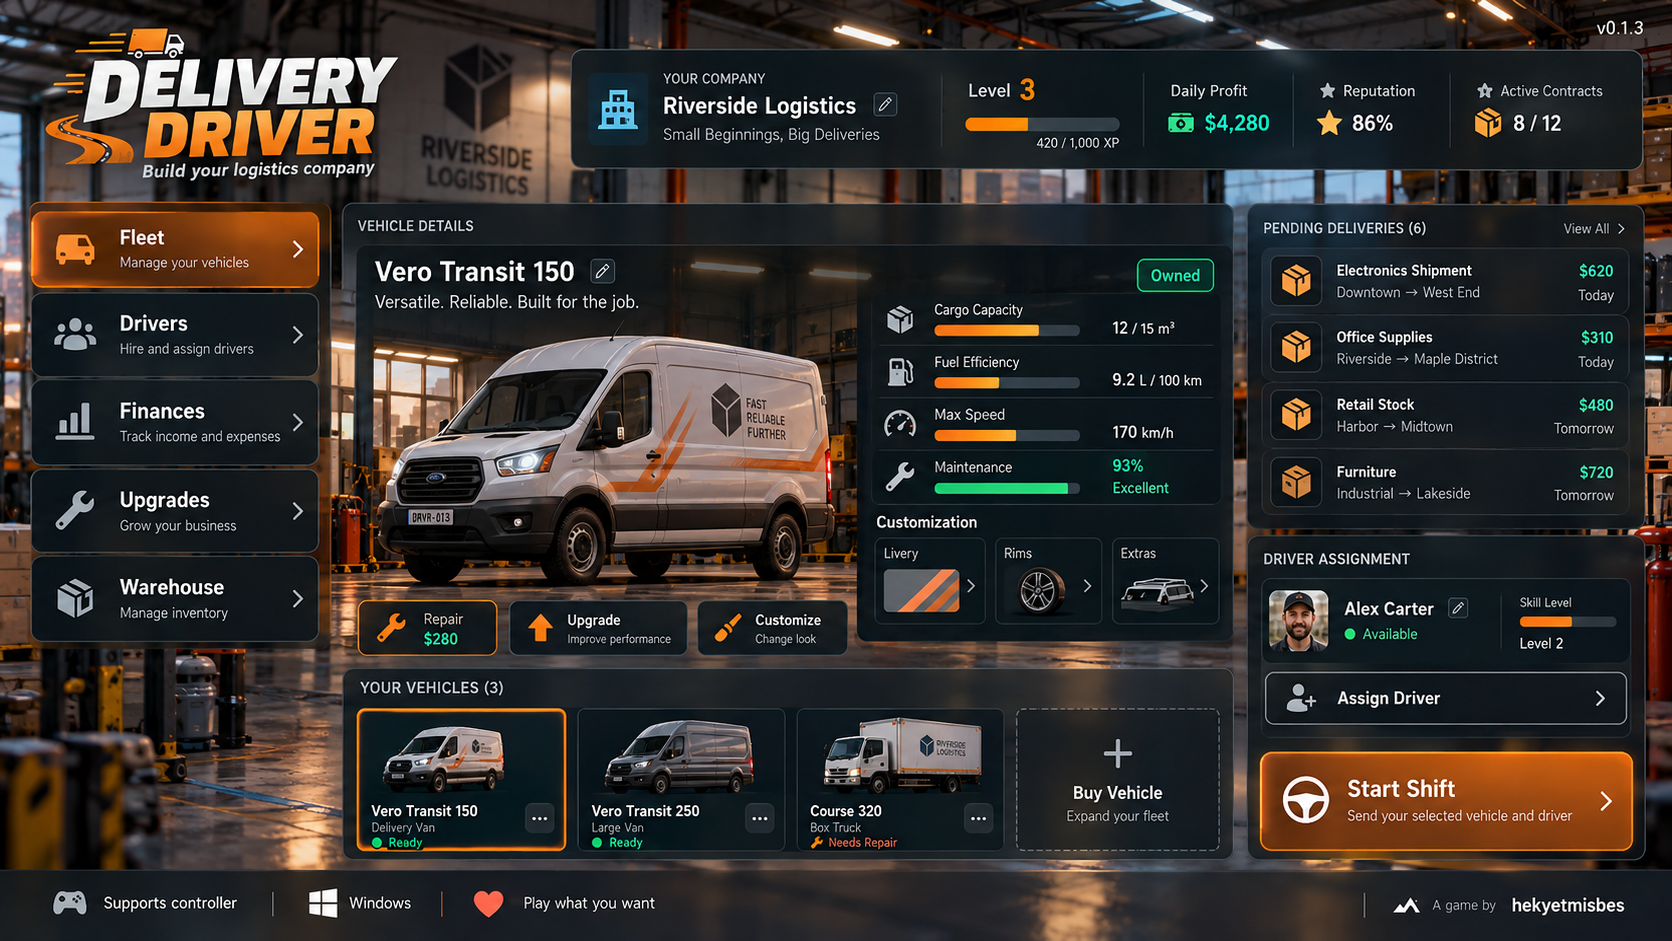 v0.1.3
DELIVERY
DRIVER
Build your logistics company
RIVERSIDE
LOGISTICS
YOUR COMPANY
Riverside Logistics
Small Beginnings, Big Deliveries
Level 3
420 / 1,000 XP
Daily Profit
$4,280
Reputation
86%
Active Contracts
8 / 12
Fleet
Manage your vehicles
Drivers
Hire and assign drivers
Finances
Track income and expenses
Upgrades
Grow your business
Warehouse
Manage inventory
VEHICLE DETAILS
Vero Transit 150
Versatile. Reliable. Built for the job.
Owned
FAST
RELIABLE
FURTHER
Ford
Cargo Capacity
12 / 15 m³
Fuel Efficiency
9.2 L / 100 km
Max Speed
170 km/h
Maintenance
93%
Excellent
Customization
Livery
Rims
Extras
Repair
$280
Upgrade
Improve performance
Customize
Change look
YOUR VEHICLES (3)
Vero Transit 150
Delivery Van
Ready
Vero Transit 250
Large Van
Ready
RIVERSIDE
LOGISTICS
Course 320
Box Truck
Needs Repair
Buy Vehicle
Expand your fleet
PENDING DELIVERIES (6)
View All
Electronics Shipment
$620
Downtown → West End
Today
Office Supplies
$310
Riverside → Maple District
Today
Retail Stock
$480
Harbor → Midtown
Tomorrow
Furniture
$720
Industrial → Lakeside
Tomorrow
DRIVER ASSIGNMENT
Alex Carter
Available
Skill Level
Level 2
Assign Driver
Start Shift
Send your selected vehicle and driver
Supports controller
Windows
Play what you want
A game by hekyetmisbes